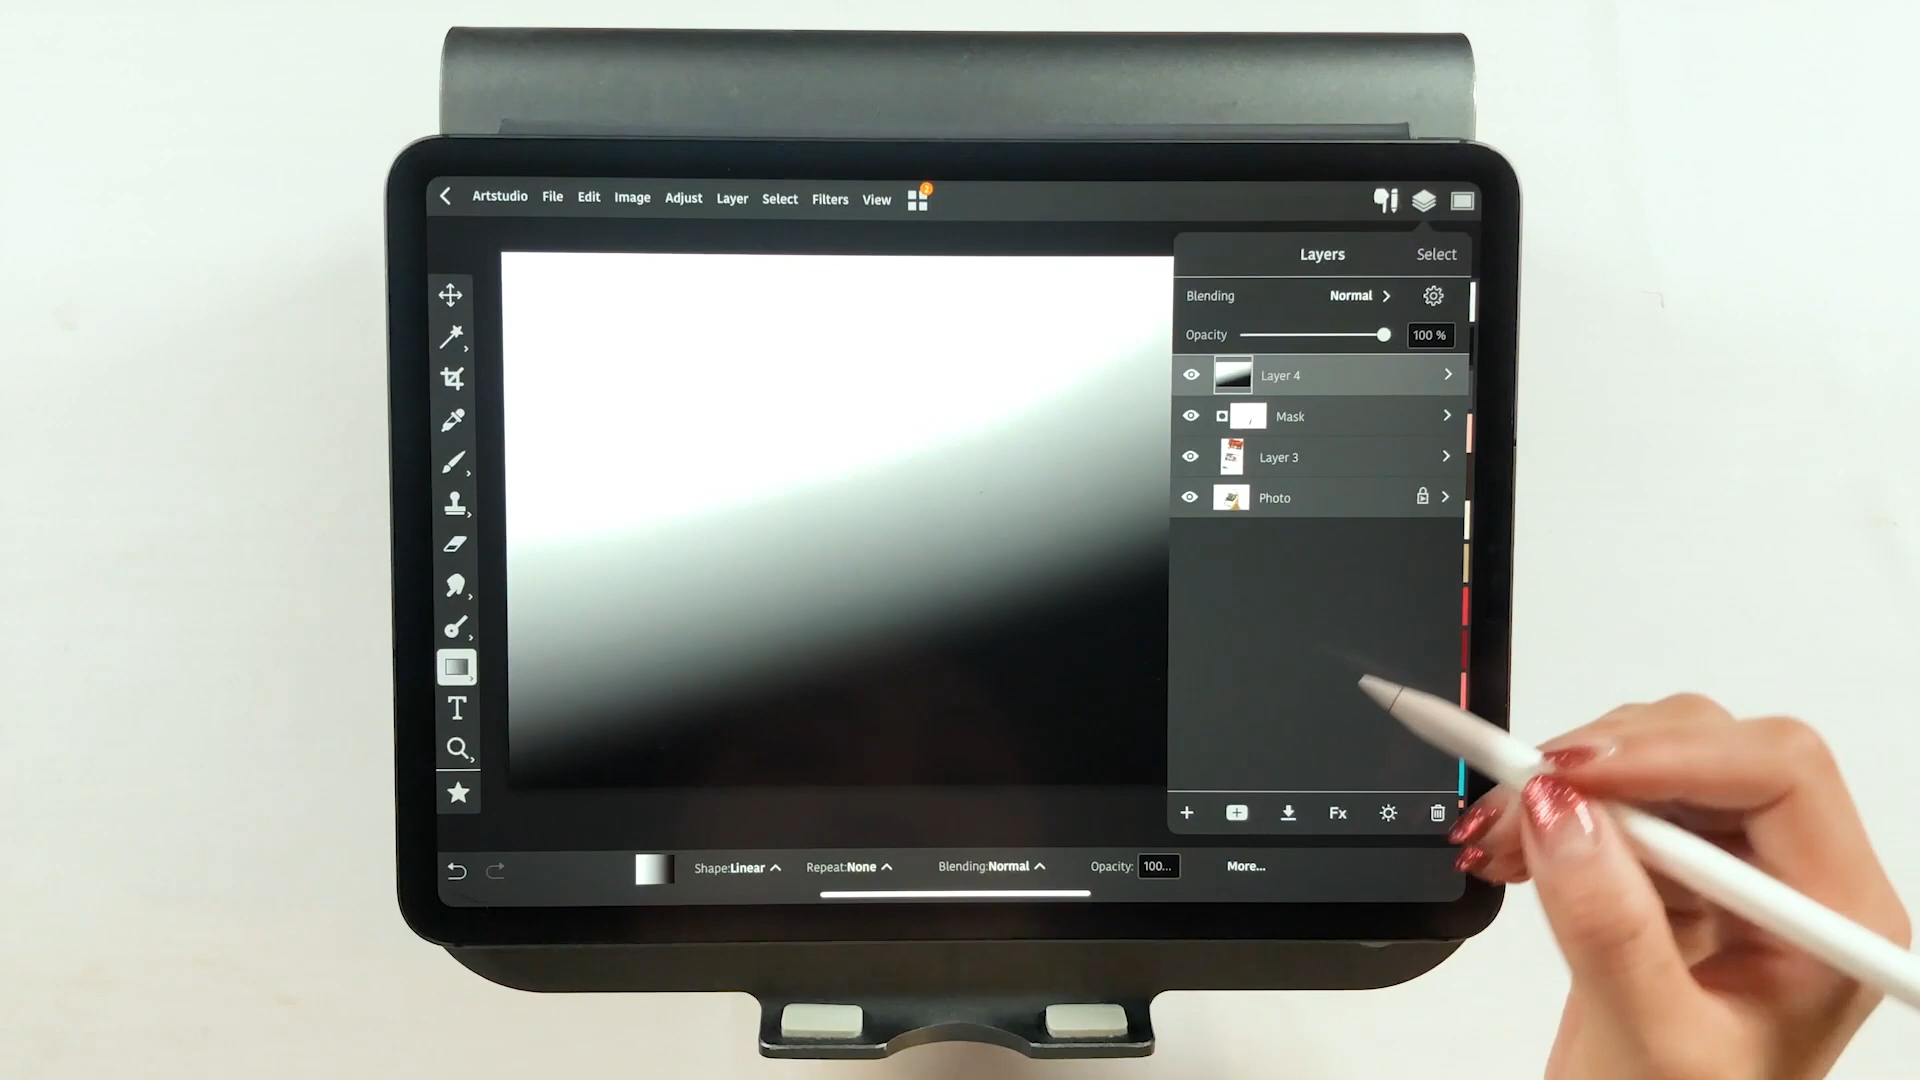 Artstudio File Edit Image Adjust Layer Select Filters View 2
Layers Select
Blending Normal
Opacity 100 %
Layer 4
Mask
Layer 3
Photo
T
Fx
Shape:Linear Repeat:None Blending:Normal Opacity: 100... More...